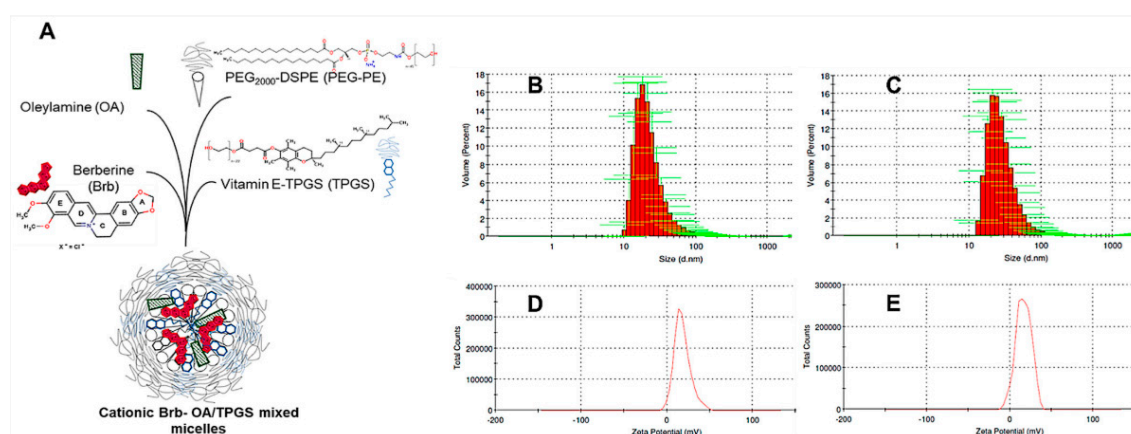 A
PEG2000-DSPE (PEG-PE)
Oleylamine (OA)
Berberine
(Brb)
Vitamin E-TPGS (TPGS)
E
D
N+
C
B
A
O
O
H₃C
H₃C
X⁻= Cl⁻
Cationic Brb- OA/TPGS mixed
micelles
B
Volume (Percent)
18
16
14
12
10
8
6
4
2
0
1
10
100
1000
Size (d.nm)
C
Volume (Percent)
18
16
14
12
10
8
6
4
2
0
1
10
100
1000
Size (d.nm)
D
Total Counts
400000
300000
200000
100000
0
-200
-100
0
100
Zeta Potential (mV)
E
Total Counts
300000
200000
100000
0
-200
-100
0
100
Zeta Potential (mV)